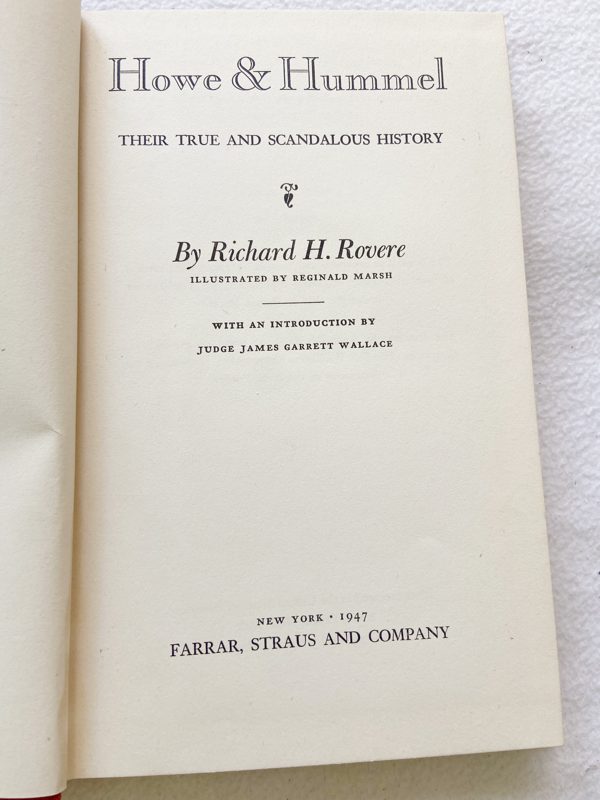 Howe & Hummel
THEIR TRUE AND SCANDALOUS HISTORY
By Richard H. Rovere
ILLUSTRATED BY REGINALD MARSH
WITH AN INTRODUCTION BY
JUDGE JAMES GARRETT WALLACE
NEW YORK · 1947
FARRAR, STRAUS AND COMPANY